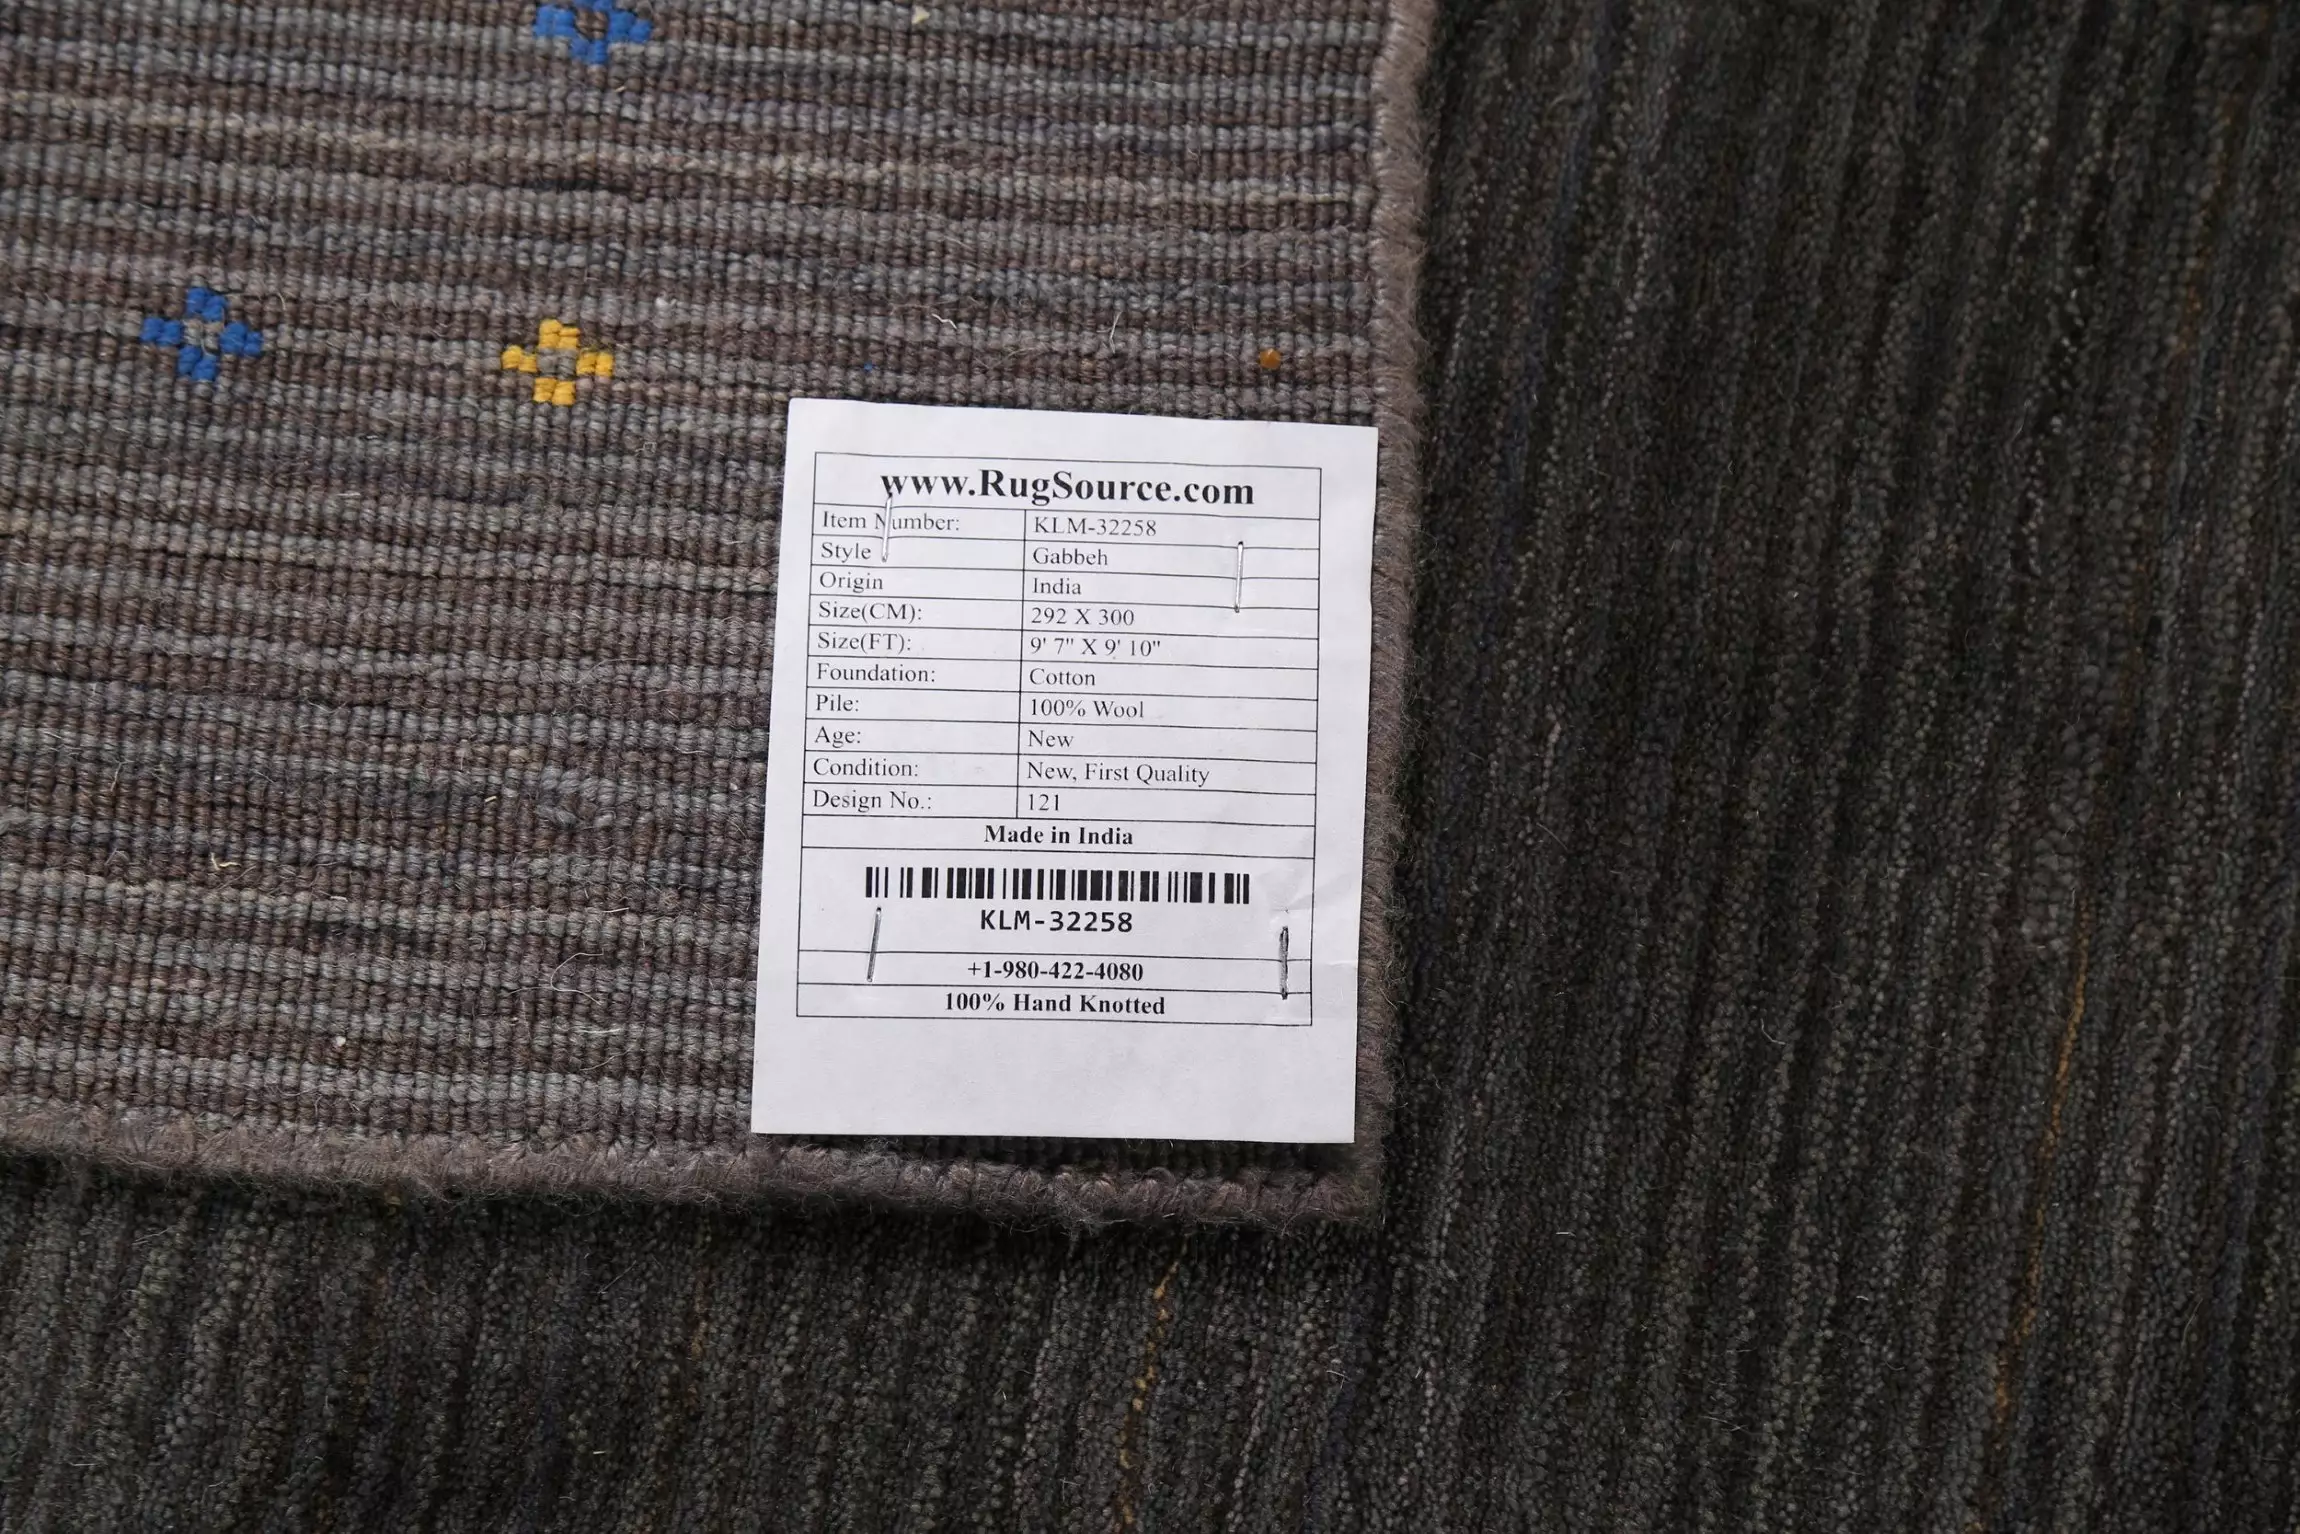 www.RugSource.com
Item Number: KLM-32258
Style Gabbeh
Origin India
Size(CM): 292 X 300
Size(FT): 9' 7" X 9' 10"
Foundation: Cotton
Pile: 100% Wool
Age: New
Condition: New, First Quality
Design No.: 121
Made in India
KLM-32258
+1-980-422-4080
100% Hand Knotted